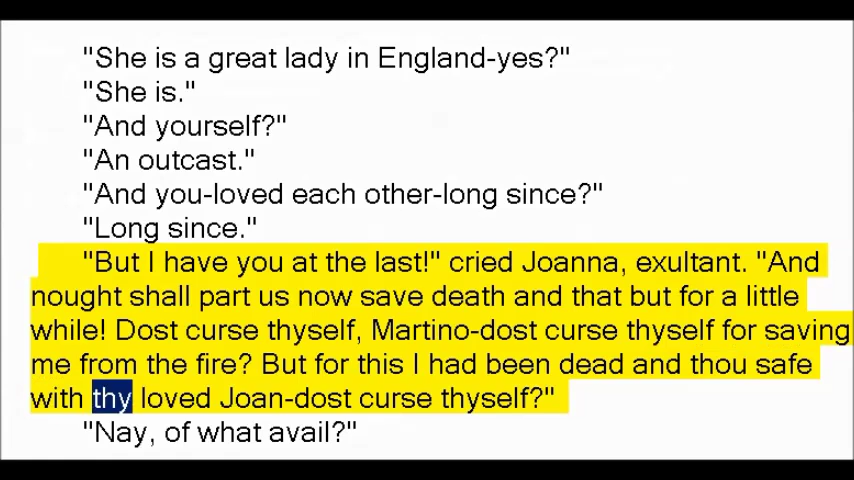 "She is a great lady in England-yes?"
"She is."
"And yourself?"
"An outcast."
"And you-loved each other-long since?"
"Long since."
"But I have you at the last!" cried Joanna, exultant. "And
nought shall part us now save death and that but for a little
while! Dost curse thyself, Martino-dost curse thyself for saving
me from the fire? But for this I had been dead and thou safe
with thy loved Joan-dost curse thyself?"
"Nay, of what avail?"